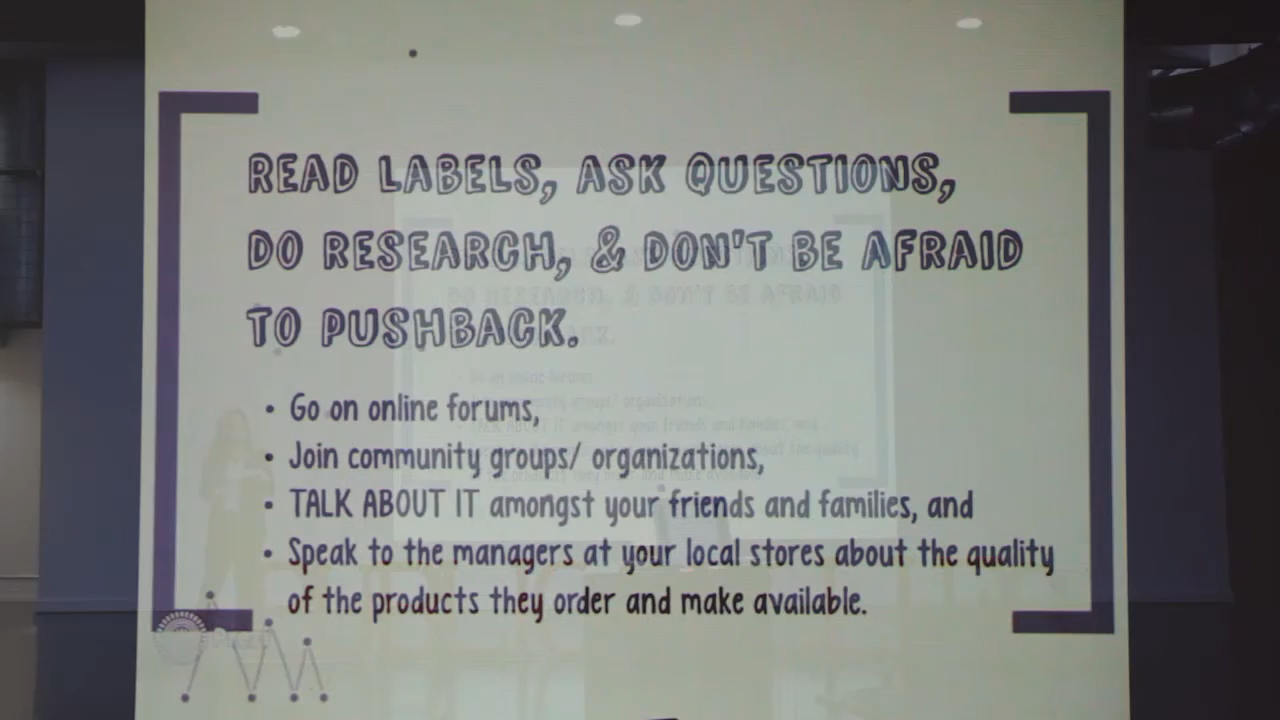 READ LABELS, ASK QUESTIONS,
DO RESEARCH, & DON'T BE AFRAID
TO PUSHBACK.
• Go on online forums,
• Join community groups/ organizations,
• TALK ABOUT IT amongst your friends and families, and
• Speak to the managers at your local stores about the quality
of the products they order and make available.